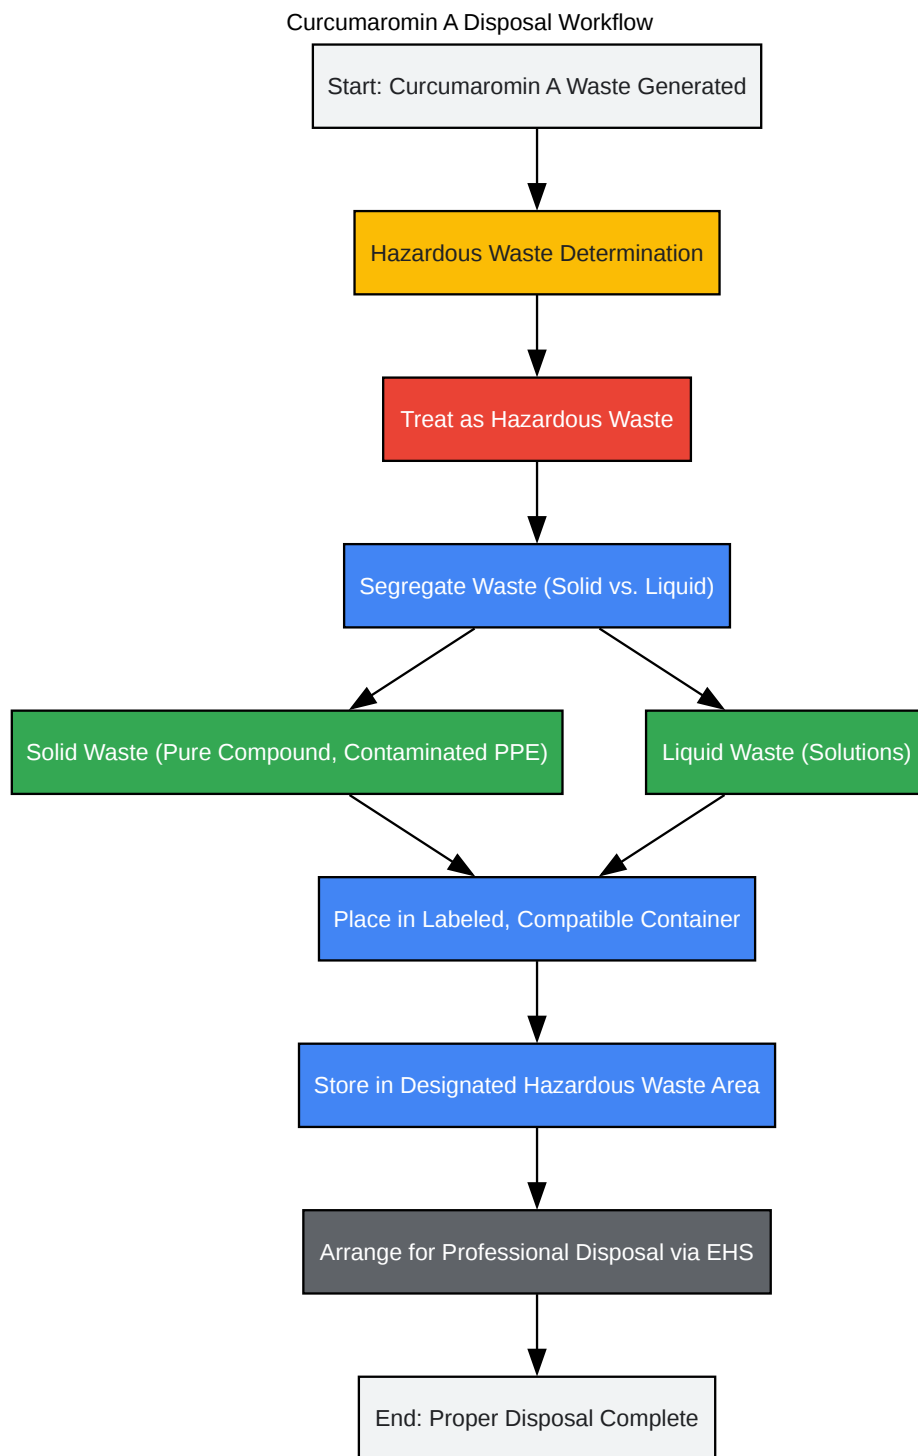 Curcumaromin A Disposal Workflow
Start: Curcumaromin A Waste Generated
Hazardous Waste Determination
Treat as Hazardous Waste
Segregate Waste (Solid vs. Liquid)
Solid Waste (Pure Compound, Contaminated PPE)
Liquid Waste (Solutions)
Place in Labeled, Compatible Container
Store in Designated Hazardous Waste Area
Arrange for Professional Disposal via EHS
End: Proper Disposal Complete